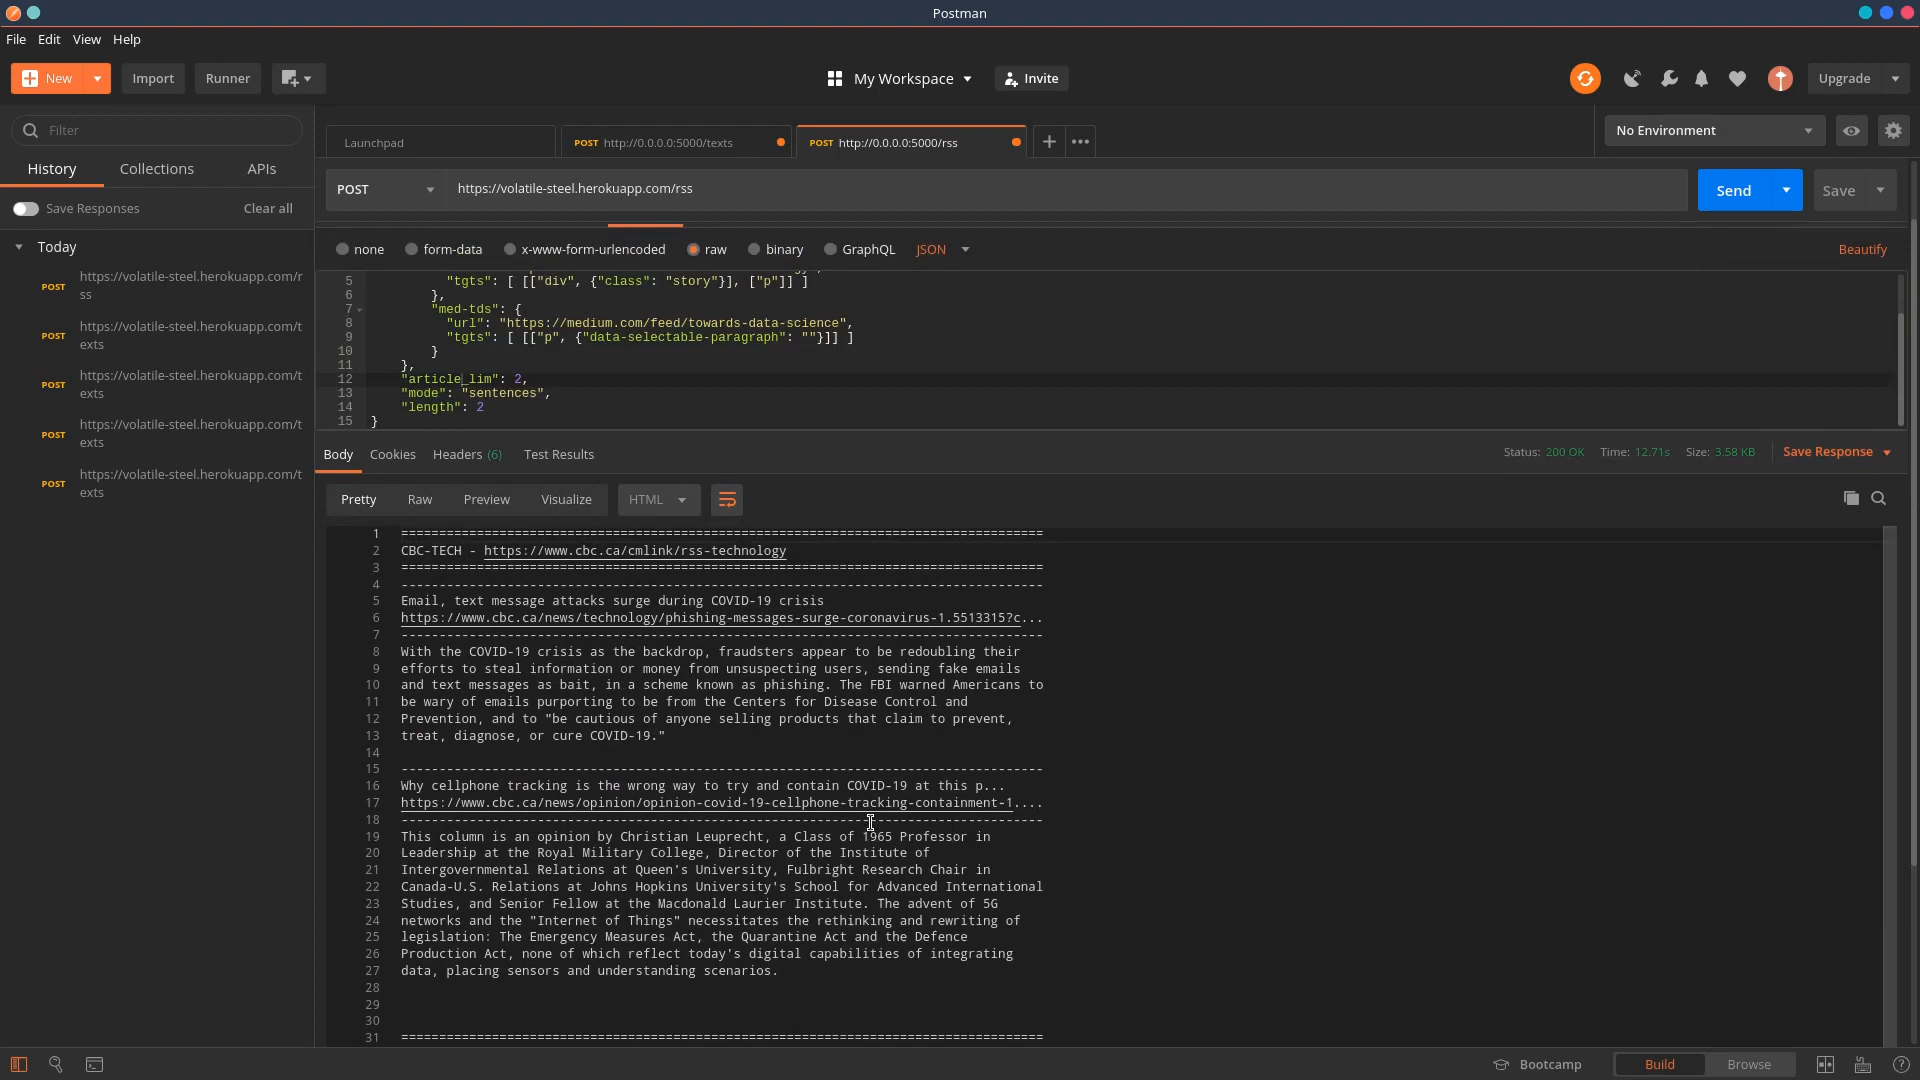 Postman
File Edit View Help
New Import Runner My Workspace Invite Upgrade
Filter
History Collections APIs
Save Responses Clear all
Today
POST https://volatile-steel.herokuapp.com/r
ss
POST https://volatile-steel.herokuapp.com/t
exts
POST https://volatile-steel.herokuapp.com/t
exts
POST https://volatile-steel.herokuapp.com/t
exts
POST https://volatile-steel.herokuapp.com/t
exts
Launchpad POST http://0.0.0.0:5000/texts POST http://0.0.0.0:5000/rss No Environment
POST https://volatile-steel.herokuapp.com/rss Send Save
none form-data x-www-form-urlencoded raw binary GraphQL JSON Beautify
5 "tgts": [ [["div", {"class": "story"}], ["p"]] ]
6 },
7 "med-tds": {
8 "url": "https://medium.com/feed/towards-data-science",
9 "tgts": [ [["p", {"data-selectable-paragraph": ""}]] ]
10 }
11 },
12 "article_lim": 2,
13 "mode": "sentences",
14 "length": 2
15 }
Body Cookies Headers (6) Test Results Status: 200 OK Time: 12.71s Size: 3.58 KB Save Response
Pretty Raw Preview Visualize HTML
1 =====================================================================================
2 CBC-TECH - https://www.cbc.ca/cmlink/rss-technology
3 =====================================================================================
4 -------------------------------------------------------------------------------------
5 Email, text message attacks surge during COVID-19 crisis
6 https://www.cbc.ca/news/technology/phishing-messages-surge-coronavirus-1.5513315?c...
7 -------------------------------------------------------------------------------------
8 With the COVID-19 crisis as the backdrop, fraudsters appear to be redoubling their
9 efforts to steal information or money from unsuspecting users, sending fake emails
10 and text messages as bait, in a scheme known as phishing. The FBI warned Americans to
11 be wary of emails purporting to be from the Centers for Disease Control and
12 Prevention, and to "be cautious of anyone selling products that claim to prevent,
13 treat, diagnose, or cure COVID-19."
14
15 -------------------------------------------------------------------------------------
16 Why cellphone tracking is the wrong way to try and contain COVID-19 at this p...
17 https://www.cbc.ca/news/opinion/opinion-covid-19-cellphone-tracking-containment-1....
18 -------------------------------------------------------------------------------------
19 This column is an opinion by Christian Leuprecht, a Class of 1965 Professor in
20 Leadership at the Royal Military College, Director of the Institute of
21 Intergovernmental Relations at Queen's University, Fulbright Research Chair in
22 Canada-U.S. Relations at Johns Hopkins University's School for Advanced International
23 Studies, and Senior Fellow at the Macdonald Laurier Institute. The advent of 5G
24 networks and the "Internet of Things" necessitates the rethinking and rewriting of
25 legislation: The Emergency Measures Act, the Quarantine Act and the Defence
26 Production Act, none of which reflect today's digital capabilities of integrating
27 data, placing sensors and understanding scenarios.
28
29
30
31 =====================================================================================
Bootcamp Build Browse